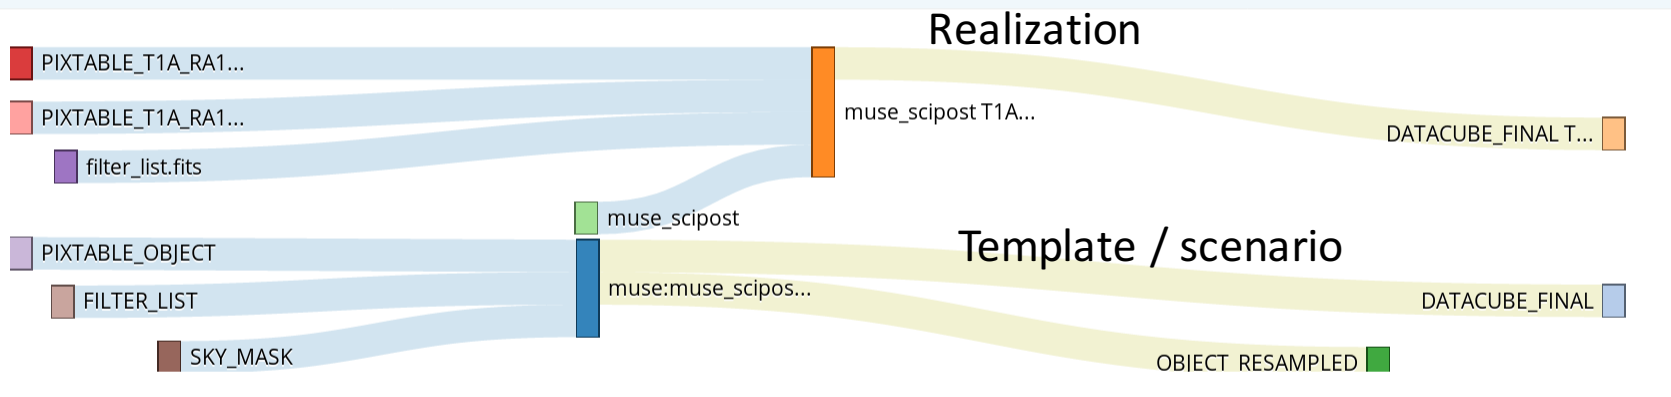 Realization
PIXTABLE_T1A_RA1...
muse_scipost T1A...
PIXTABLE_T1A_RA1...
DATACUBE_FINAL T...
filter_list.fits
muse_scipost
Template / scenario
PIXTABLE_OBJECT
muse:muse_scipos...
FILTER_LIST
DATACUBE_FINAL
SKY_MASK
OBJECT_RESAMPLED